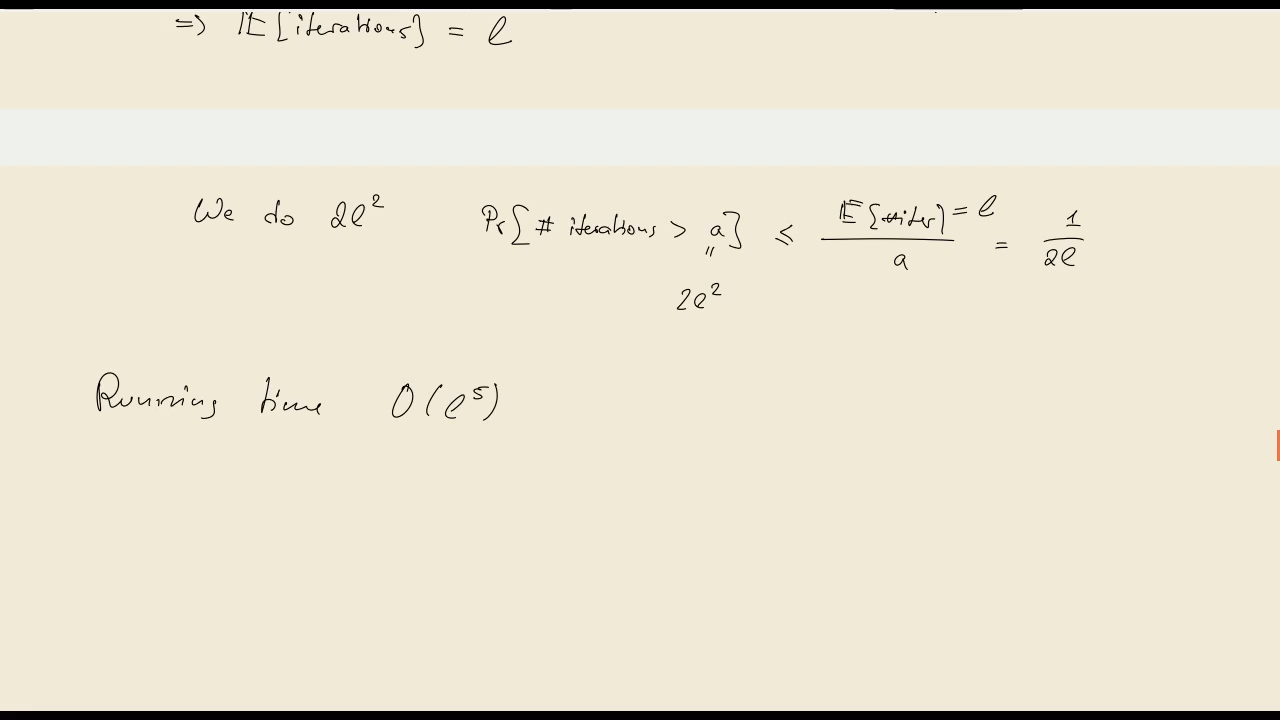 => 𝔼[iterations] = ℓ
We do 2ℓ² Pr[# iterations > a] ≤ 𝔼[#iter] = ℓ / a = 1 / 2ℓ
"
2ℓ²
Running time O(ℓ⁵)